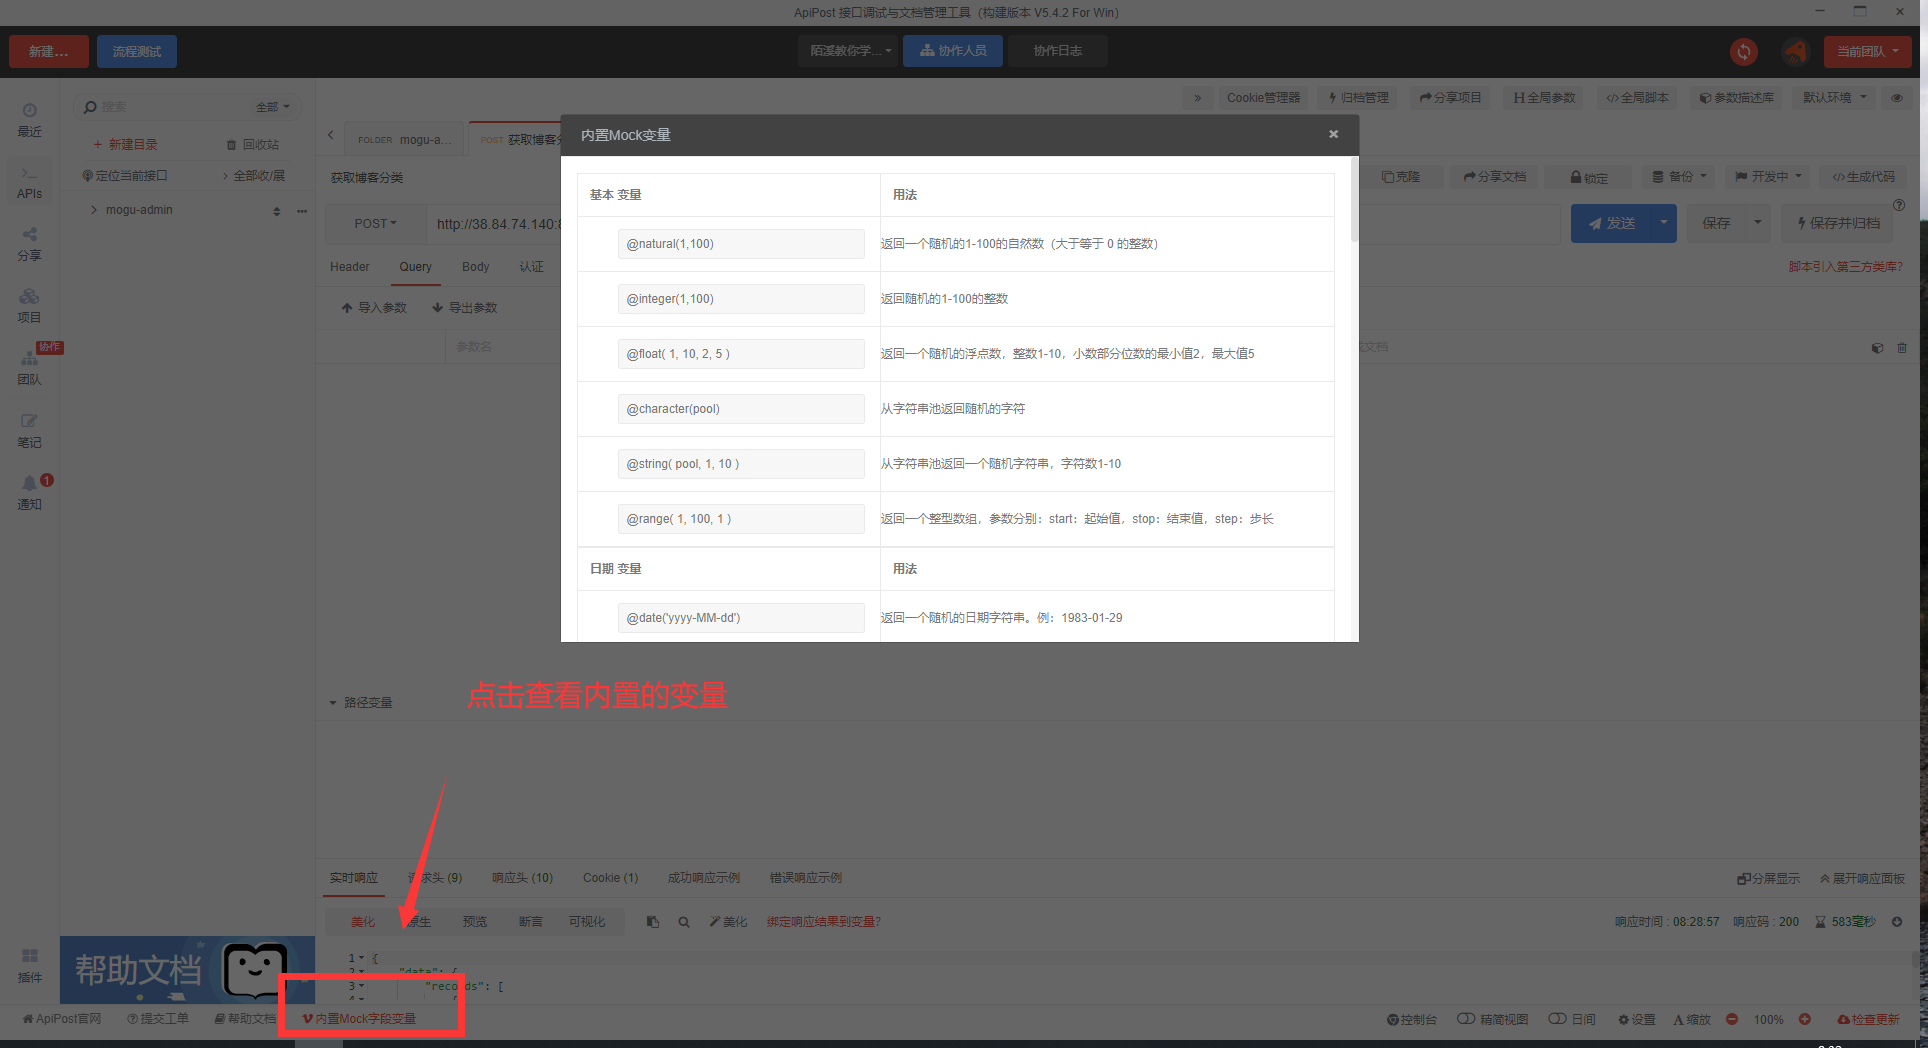 ApiPost 接口调试与文档管理工具（构建版本 V5.4.2 For Win）
新建... 流程测试 陌溪教你学... 协作人员 协作日志 当前团队
搜索 全部
» Cookie管理器 归档管理 分享项目 全局参数 全局脚本 参数描述库 默认环境
最近
新建目录 回收站
FOLDER mogu-a... POST 获取博客分
定位当前接口 全部收/展
APIs
获取博客分类
克隆 分享文档 锁定 备份 开发中 生成代码
mogu-admin
POST http://38.84.74.140:8
发送 保存 保存并归档
分享
Header Query Body 认证
脚本引入第三方类库?
导入参数 导出参数
项目
参数名
文档
协作
团队
笔记
1
通知
内置Mock变量
基本 变量 用法
@natural(1,100) 返回一个随机的1-100的自然数（大于等于 0 的整数）
@integer(1,100) 返回随机的1-100的整数
@float( 1, 10, 2, 5 ) 返回一个随机的浮点数，整数1-10，小数部分位数的最小值2，最大值5
@character(pool) 从字符串池返回随机的字符
@string( pool, 1, 10 ) 从字符串池返回一个随机字符串，字符数1-10
@range( 1, 100, 1 ) 返回一个整型数组，参数分别：start：起始值，stop：结束值，step：步长
日期 变量 用法
@date('yyyy-MM-dd') 返回一个随机的日期字符串。例：1983-01-29
点击查看内置的变量
路径变量
实时响应 请求头 (9) 响应头 (10) Cookie (1) 成功响应示例 错误响应示例
分屏显示 展开响应面板
美化 原生 预览 断言 可视化 美化 绑定响应结果到变量?
响应时间 : 08:28:57 响应码 : 200 583毫秒
1 {
2 "data": {
3 "records": [
4
插件
帮助文档
ApiPost官网 提交工单 帮助文档 内置Mock字段变量
控制台 精简视图 日间 设置 缩放 100% 检查更新